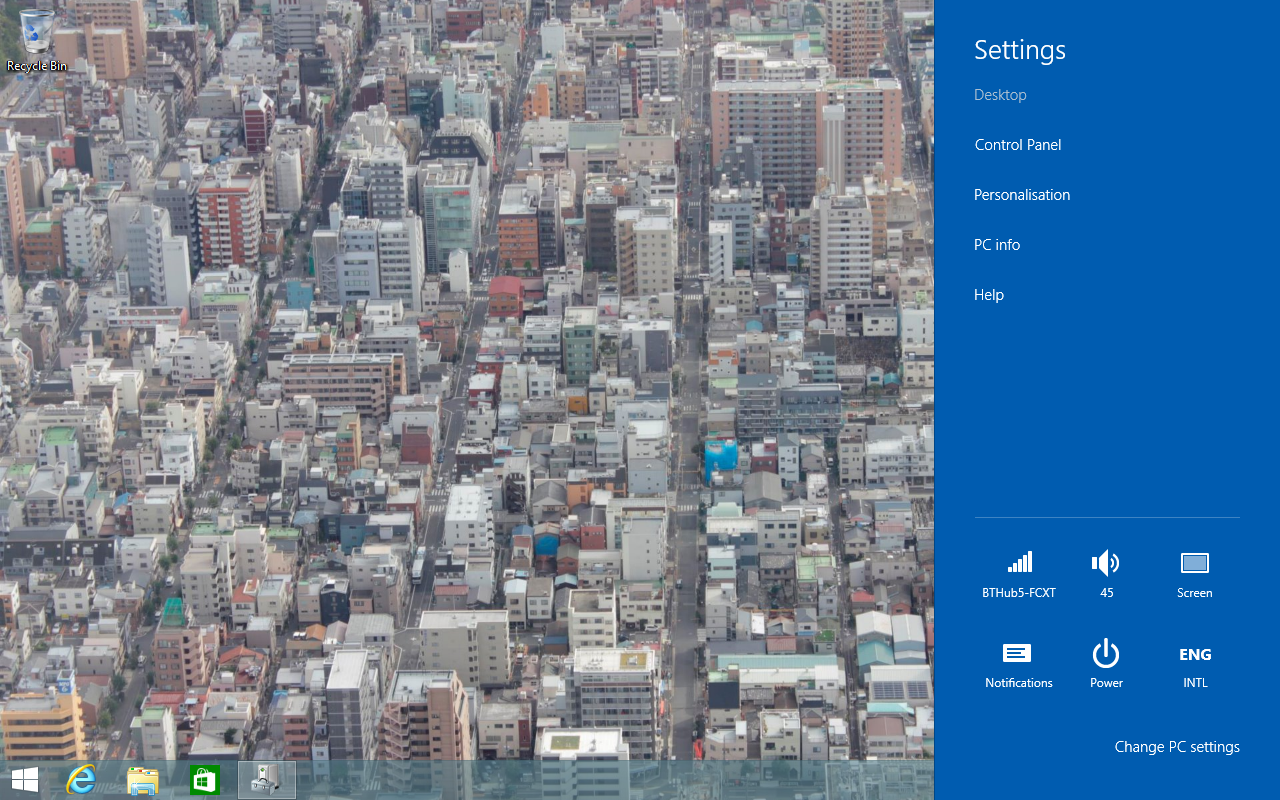 Recycle Bin
Settings
Desktop
Control Panel
Personalisation
PC info
Help
BTHub5-FCXT
45
Screen
Notifications
Power
ENG
INTL
Change PC settings